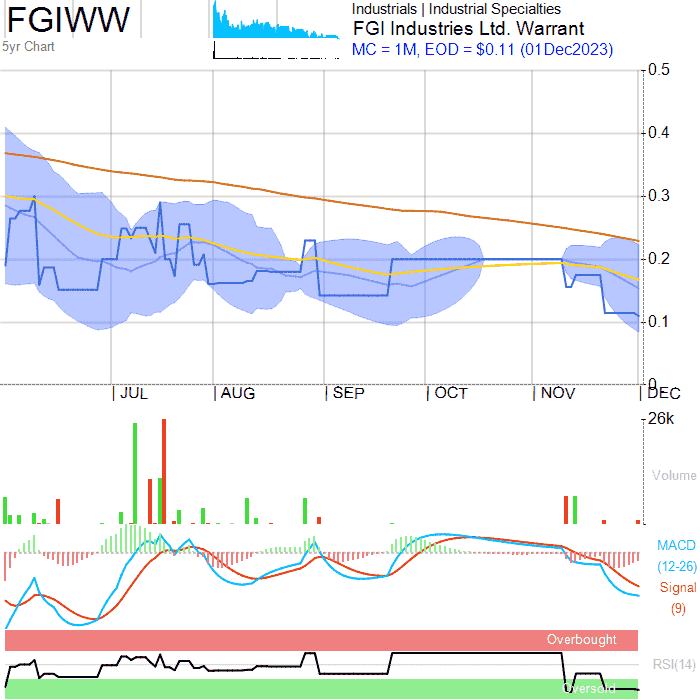 FGIWW
5yr Chart
Industrials | Industrial Specialties
FGI Industries Ltd. Warrant
MC = 1M, EOD = $0.11 (01Dec2023)
0.5
0.4
0.3
0.2
0.1
0
JUL AUG SEP OCT NOV DEC
26k
Volume
MACD
(12-26)
Signal
(9)
Overbought
RSI(14)
Oversold